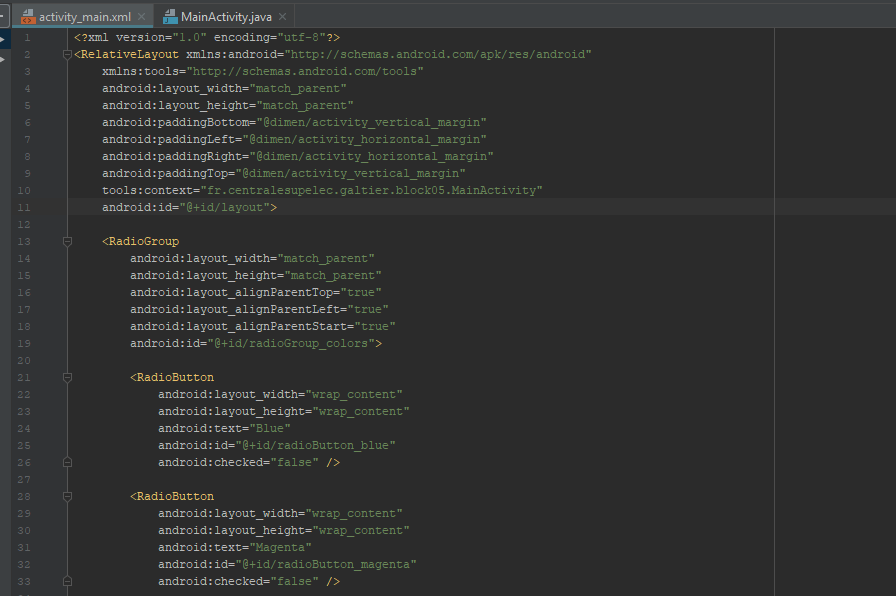 activity_main.xml MainActivity.java
1 <?xml version="1.0" encoding="utf-8"?>
2 <RelativeLayout xmlns:android="http://schemas.android.com/apk/res/android"
3 xmlns:tools="http://schemas.android.com/tools"
4 android:layout_width="match_parent"
5 android:layout_height="match_parent"
6 android:paddingBottom="@dimen/activity_vertical_margin"
7 android:paddingLeft="@dimen/activity_horizontal_margin"
8 android:paddingRight="@dimen/activity_horizontal_margin"
9 android:paddingTop="@dimen/activity_vertical_margin"
10 tools:context="fr.centralesupelec.galtier.block05.MainActivity"
11 android:id="@+id/layout">
12
13 <RadioGroup
14 android:layout_width="match_parent"
15 android:layout_height="match_parent"
16 android:layout_alignParentTop="true"
17 android:layout_alignParentLeft="true"
18 android:layout_alignParentStart="true"
19 android:id="@+id/radioGroup_colors">
20
21 <RadioButton
22 android:layout_width="wrap_content"
23 android:layout_height="wrap_content"
24 android:text="Blue"
25 android:id="@+id/radioButton_blue"
26 android:checked="false" />
27
28 <RadioButton
29 android:layout_width="wrap_content"
30 android:layout_height="wrap_content"
31 android:text="Magenta"
32 android:id="@+id/radioButton_magenta"
33 android:checked="false" />